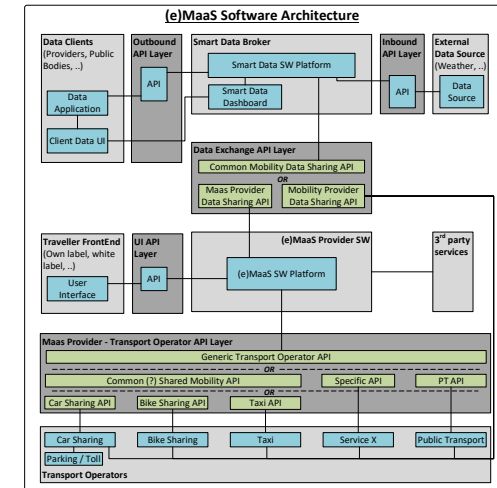 (e)MaaS Software Architecture
Data Clients
(Providers, Public
Bodies, ..)
Data
Application
Client Data UI
Outbound
API Layer
API
Smart Data Broker
Smart Data SW Platform
Smart Data
Dashboard
Inbound
API Layer
API
External
Data Source
(Weather, ..)
Data
Source
Data Exchange API Layer
Common Mobility Data Sharing API
OR
Maas Provider
Data Sharing API
Mobility Provider
Data Sharing API
Traveller FrontEnd
(Own label, white
label, ..)
User
Interface
UI API
Layer
API
(e)MaaS Provider SW
(e)MaaS SW Platform
3rd party
services
Maas Provider - Transport Operator API Layer
Generic Transport Operator API
OR
Common (?) Shared Mobility API
Specific API
PT API
OR
Car Sharing API
Bike Sharing API
Taxi API
Car Sharing
Bike Sharing
Taxi
Service X
Public Transport
Parking / Toll
Transport Operators